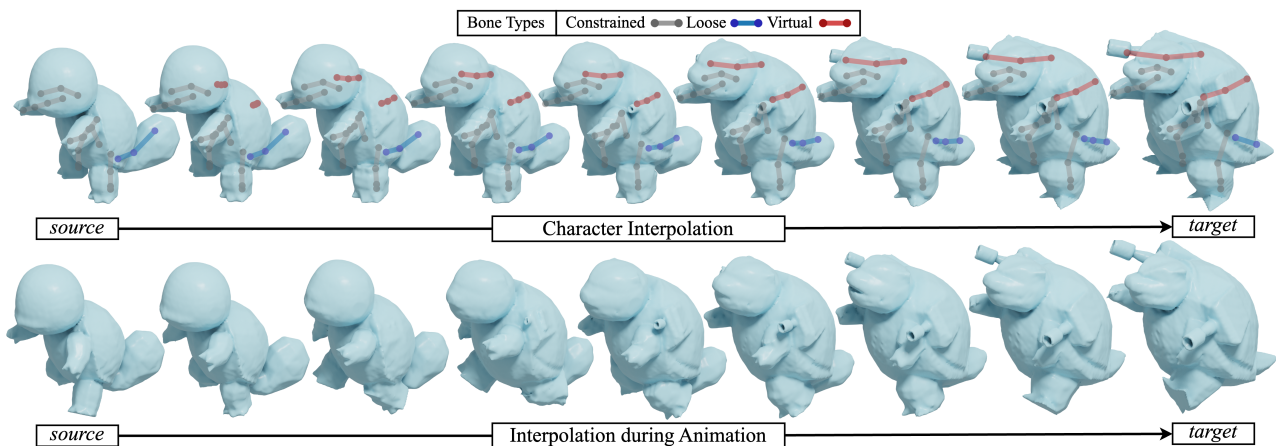 Bone Types Constrained Loose Virtual
source Character Interpolation target
source Interpolation during Animation target